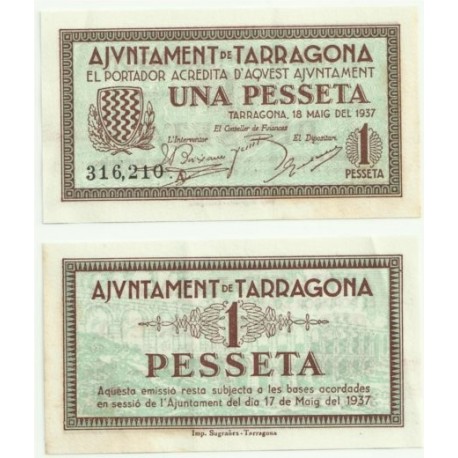 AJVNTAMENT DE TARRAGONA
EL PORTADOR ACREDITA D'AQVEST AJVNTAMENT
UNA PESSETA
TARRAGONA, 18 MAIG DEL 1937
L'Interventor El Conseller de Finances El Dipositari
316,210
1
PESSETA
AJVNTAMENT DE TARRAGONA
1
PESSETA
Aquesta emissió resta subjecta a les bases acordades
en sessió de l'Ajuntament del dia 17 de Maig del 1937
Imp. Sugrañes - Tarragona